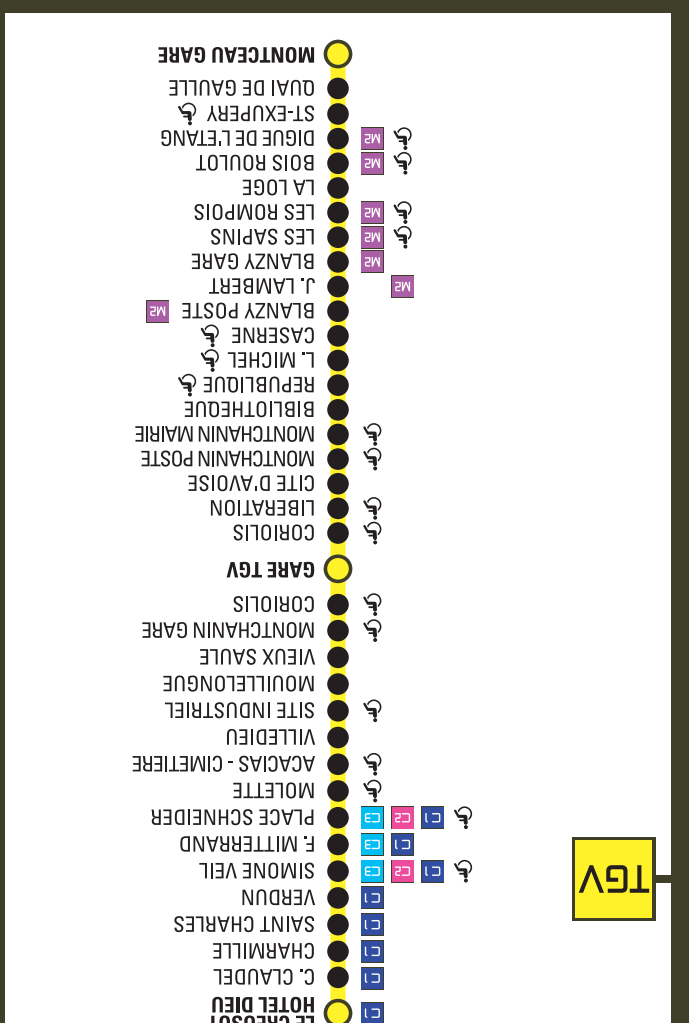 TGV
LE CREUSOT
C1 HOTEL DIEU
C1 C. CLAUDEL
C1 CHARMILLE
C1 SAINT CHARLES
C1 VERDUN
C1 C2 C3 SIMONE VEIL
C1 C3 F. MITTERRAND
C1 C2 C3 PLACE SCHNEIDER
MOLETTE
ACACIAS - CIMETIERE
VILLEDIEU
SITE INDUSTRIEL
MOUILLELONGUE
VIEUX SAULE
MONTCHANIN GARE
CORIOLIS
GARE TGV
CORIOLIS
LIBERATION
CITE D'AVOISE
MONTCHANIN POSTE
MONTCHANIN MAIRIE
BIBLIOTHEQUE
REPUBLIQUE
L. MICHEL
CASERNE
BLANZY POSTE M2
M2 J. LAMBERT
M2 BLANZY GARE
M2 LES SAPINS
M2 LES ROMPOIS
LA LOGE
M2 BOIS ROULOT
M2 DIGUE DE L'ETANG
ST-EXUPERY
QUAI DE GAULLE
MONTCEAU GARE